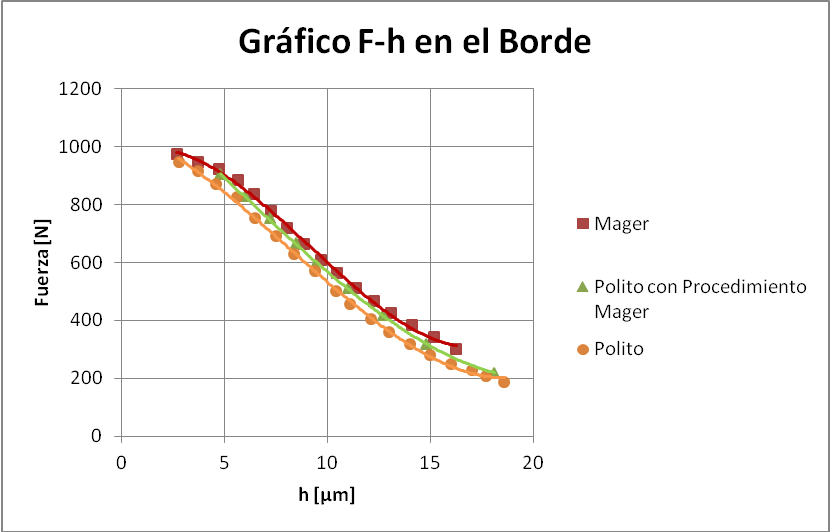 Gráfico F-h en el Borde
1200
1000
800
600
400
200
0
Fuerza [N]
0 5 10 15 20
h [µm]
Mager
Polito con Procedimiento
Mager
Polito